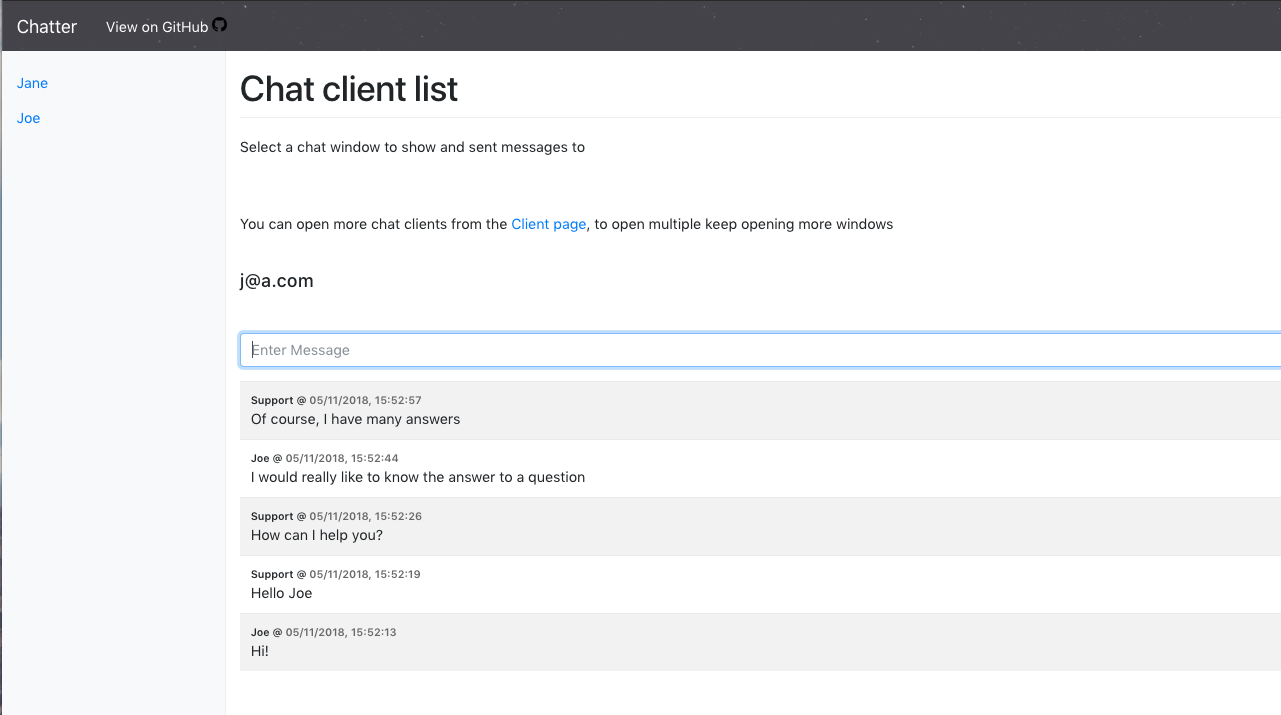 Chatter View on GitHub
Jane
Joe
Chat client list
Select a chat window to show and sent messages to
You can open more chat clients from the Client page, to open multiple keep opening more windows
j@a.com
Enter Message
Support @ 05/11/2018, 15:52:57
Of course, I have many answers
Joe @ 05/11/2018, 15:52:44
I would really like to know the answer to a question
Support @ 05/11/2018, 15:52:26
How can I help you?
Support @ 05/11/2018, 15:52:19
Hello Joe
Joe @ 05/11/2018, 15:52:13
Hi!